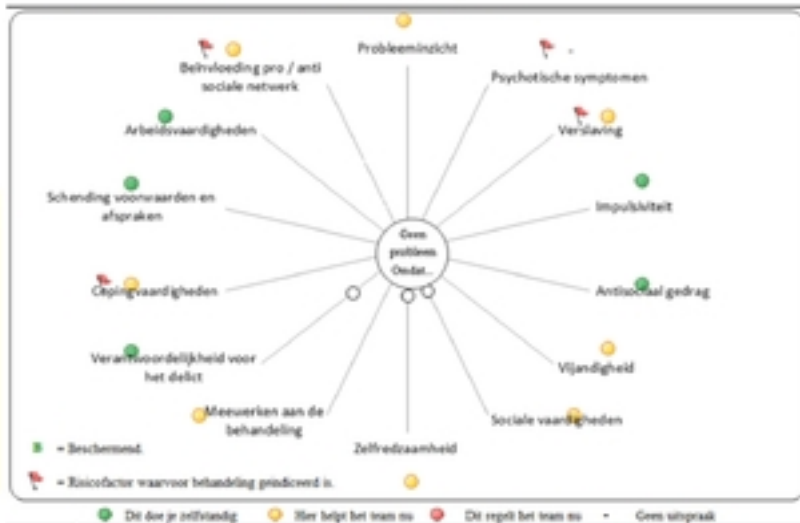 Probleeminzicht
Beïnvloeding pro / anti
sociale netwerk
Psychotische symptomen
Arbeidsvaardigheden
Verslaving
Schending voorwaarden en
afspraken
Impulsiviteit
Geen
probleem
Omdat...
Copingvaardigheden
Antisociaal gedrag
Verantwoordelijkheid voor
het delict
Vijandigheid
Meewerken aan de
behandeling
Sociale vaardigheden
Zelfredzaamheid
B = Beschermend.
= Risicofactor waarvoor behandeling geïndiceerd is.
Dit doe je zelfstandig Hier helpt het team nu Dit regelt het team nu - Geen uitspraak